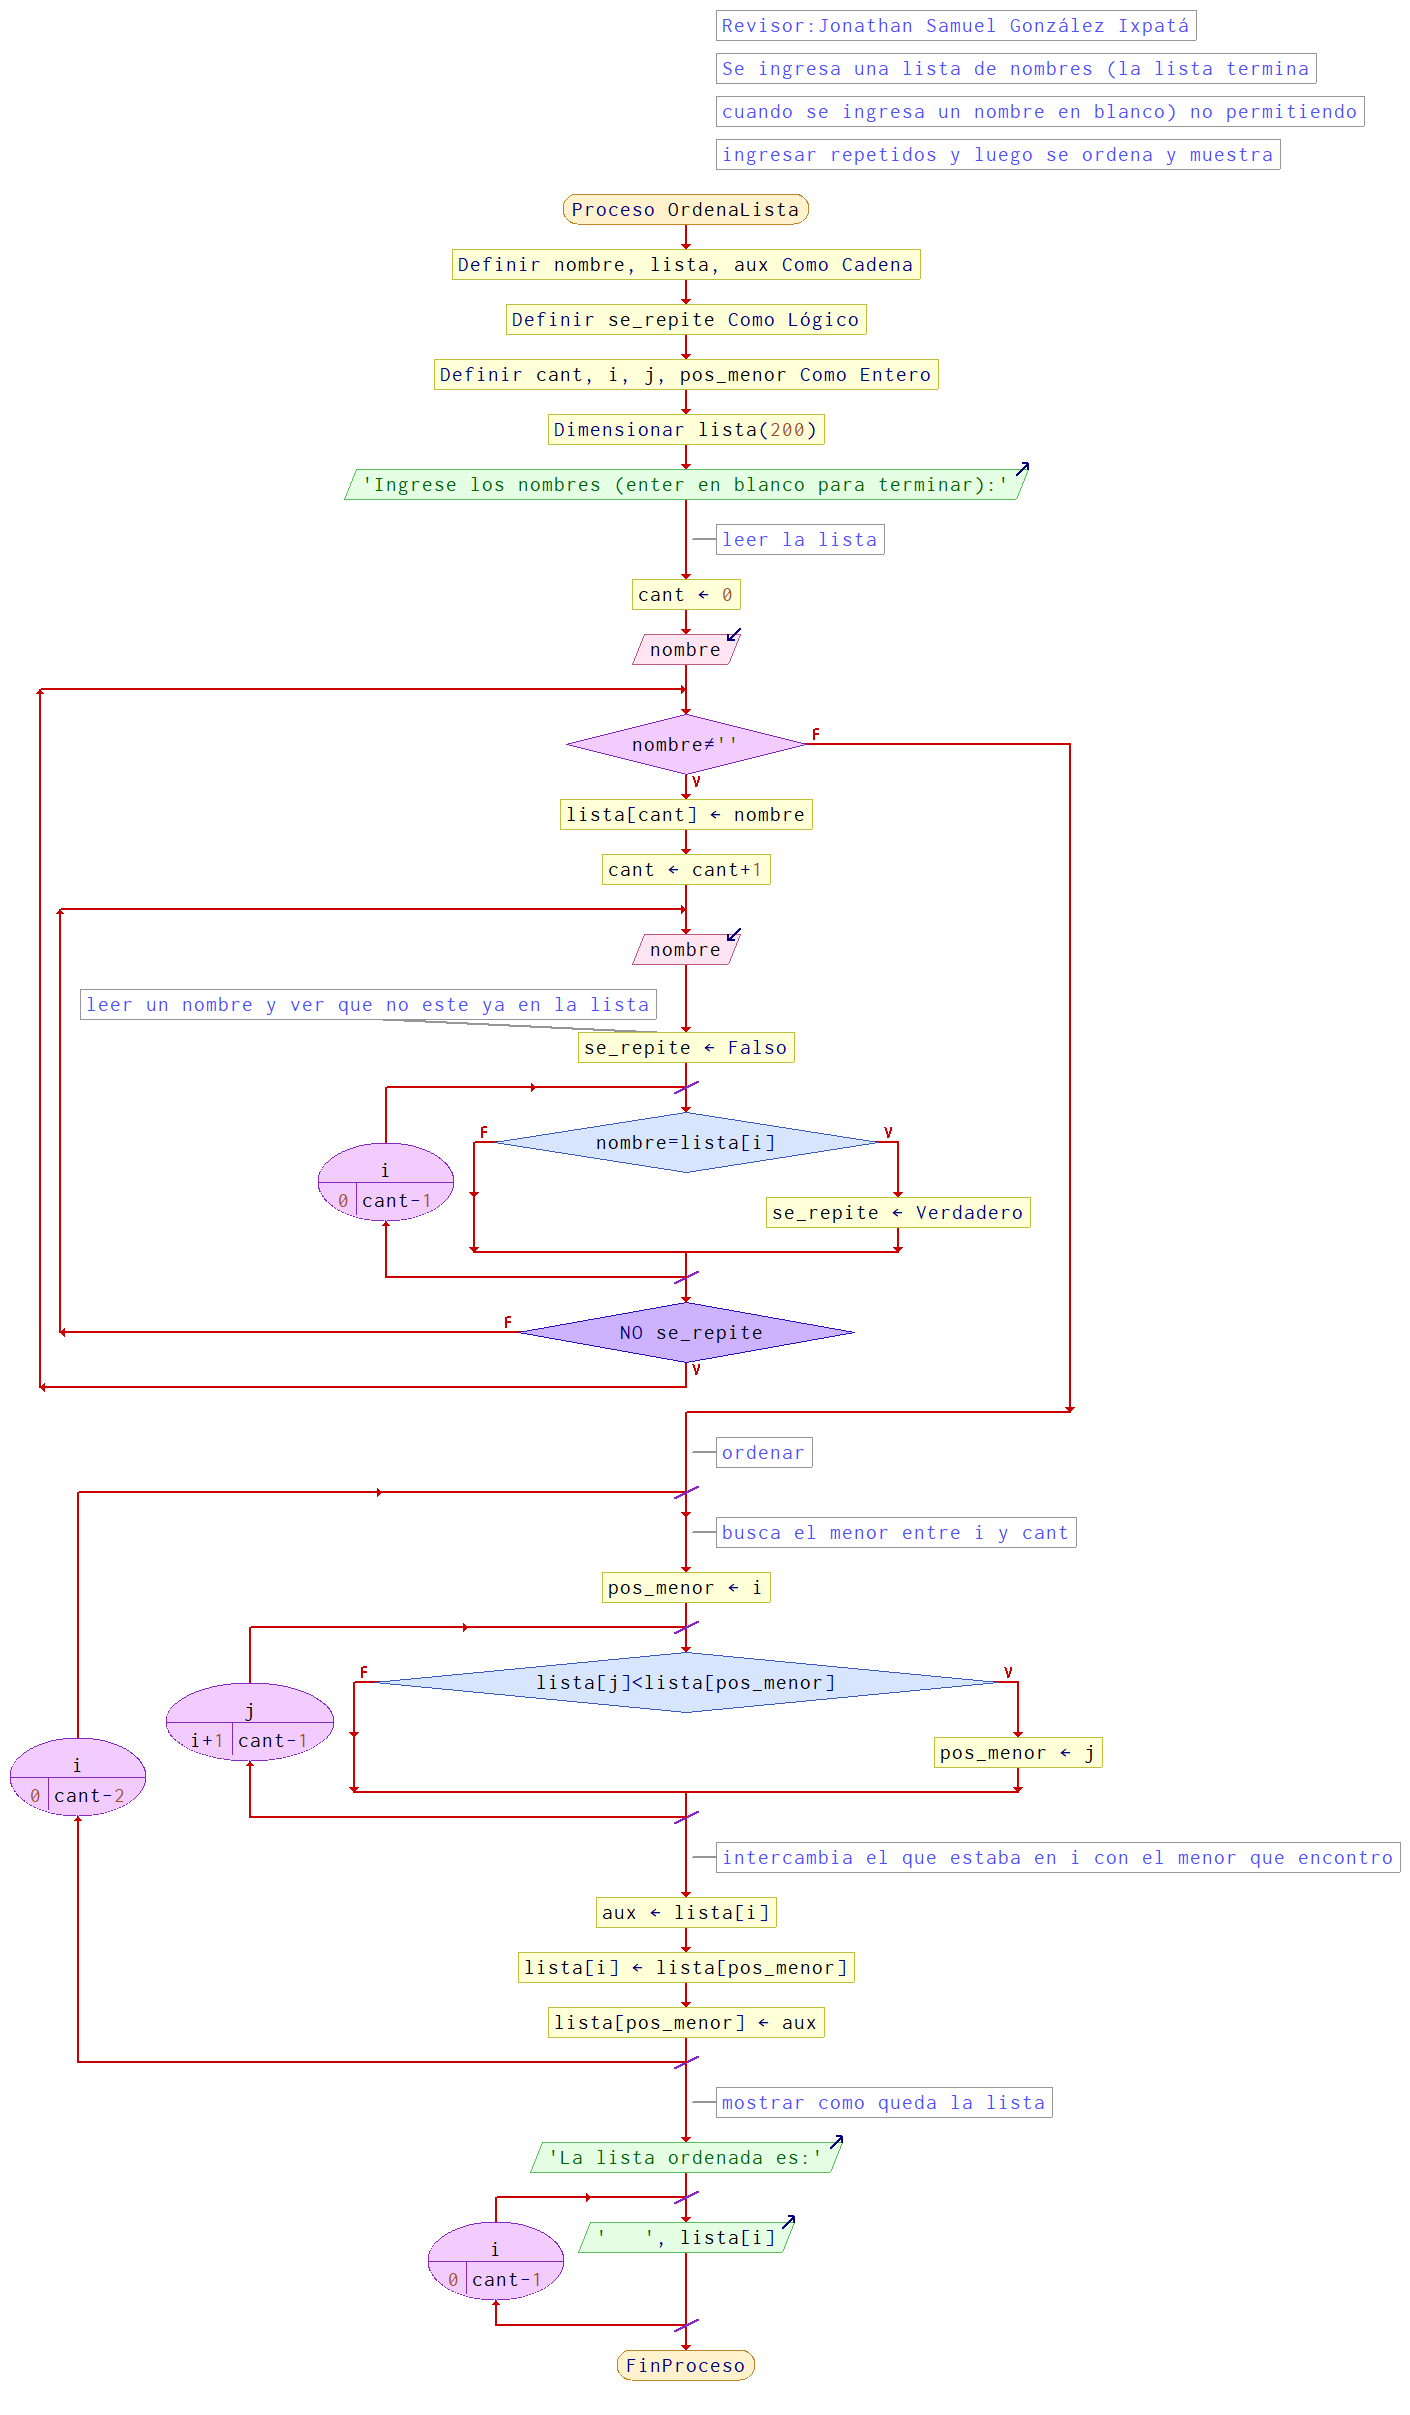 Revisor:Jonathan Samuel González Ixpatá
Se ingresa una lista de nombres (la lista termina
cuando se ingresa un nombre en blanco) no permitiendo
ingresar repetidos y luego se ordena y muestra
Proceso OrdenaLista
Definir nombre, lista, aux Como Cadena
Definir se_repite Como Lógico
Definir cant, i, j, pos_menor Como Entero
Dimensionar lista(200)
'Ingrese los nombres (enter en blanco para terminar):'
leer la lista
cant ← 0
nombre
nombre≠''
F
V
lista[cant] ← nombre
cant ← cant+1
nombre
leer un nombre y ver que no este ya en la lista
se_repite ← Falso
F
nombre=lista[i]
V
i
0 cant-1
se_repite ← Verdadero
F
NO se_repite
V
ordenar
busca el menor entre i y cant
pos_menor ← i
F
lista[j]<lista[pos_menor]
V
j
i+1 cant-1
pos_menor ← j
i
0 cant-2
intercambia el que estaba en i con el menor que encontro
aux ← lista[i]
lista[i] ← lista[pos_menor]
lista[pos_menor] ← aux
mostrar como queda la lista
'La lista ordenada es:'
'   ', lista[i]
i
0 cant-1
FinProceso